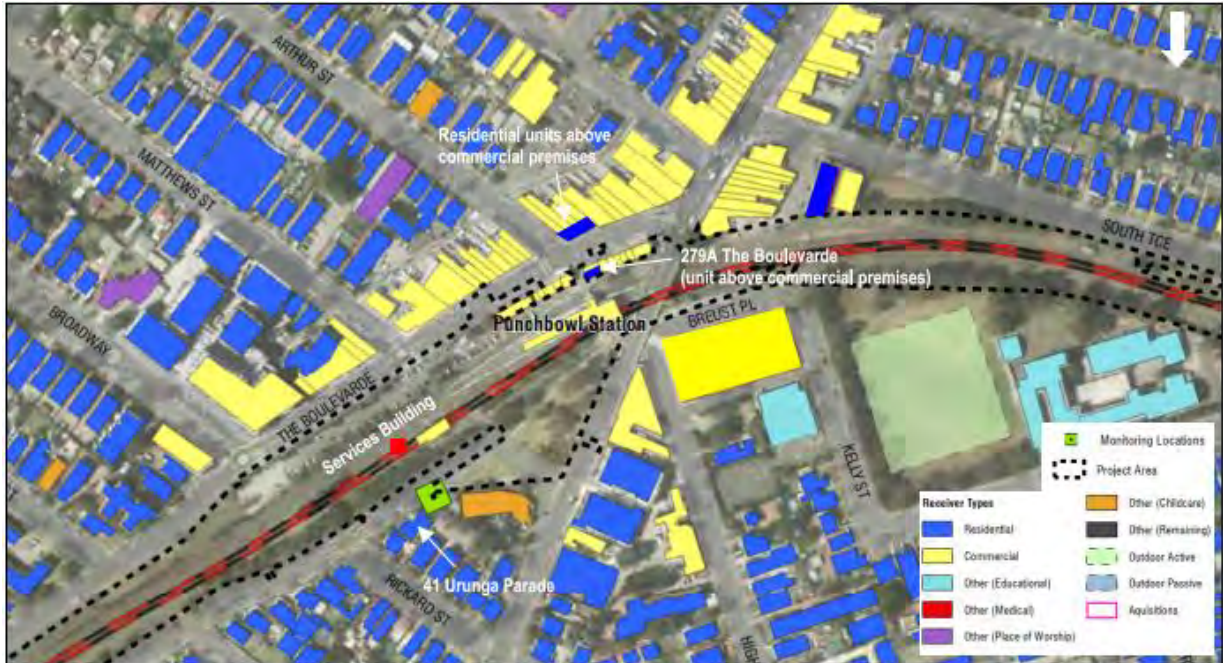 ARTHUR ST
Residential units above
commercial premises
MATTHEWS ST
SOUTH TCE
279A The Boulevarde
(unit above commercial premises)
BROADWAY
Punchbowl Station
BREUST PL
THE BOULEVARDE
Services Building
KELLY ST
41 Urunga Parade
RICKARD ST
HIGH
Monitoring Locations
Project Area
Receiver Types
Residential
Commercial
Other (Educational)
Other (Medical)
Other (Place of Worship)
Other (Childcare)
Other (Remaining)
Outdoor Active
Outdoor Passive
Aquisitions